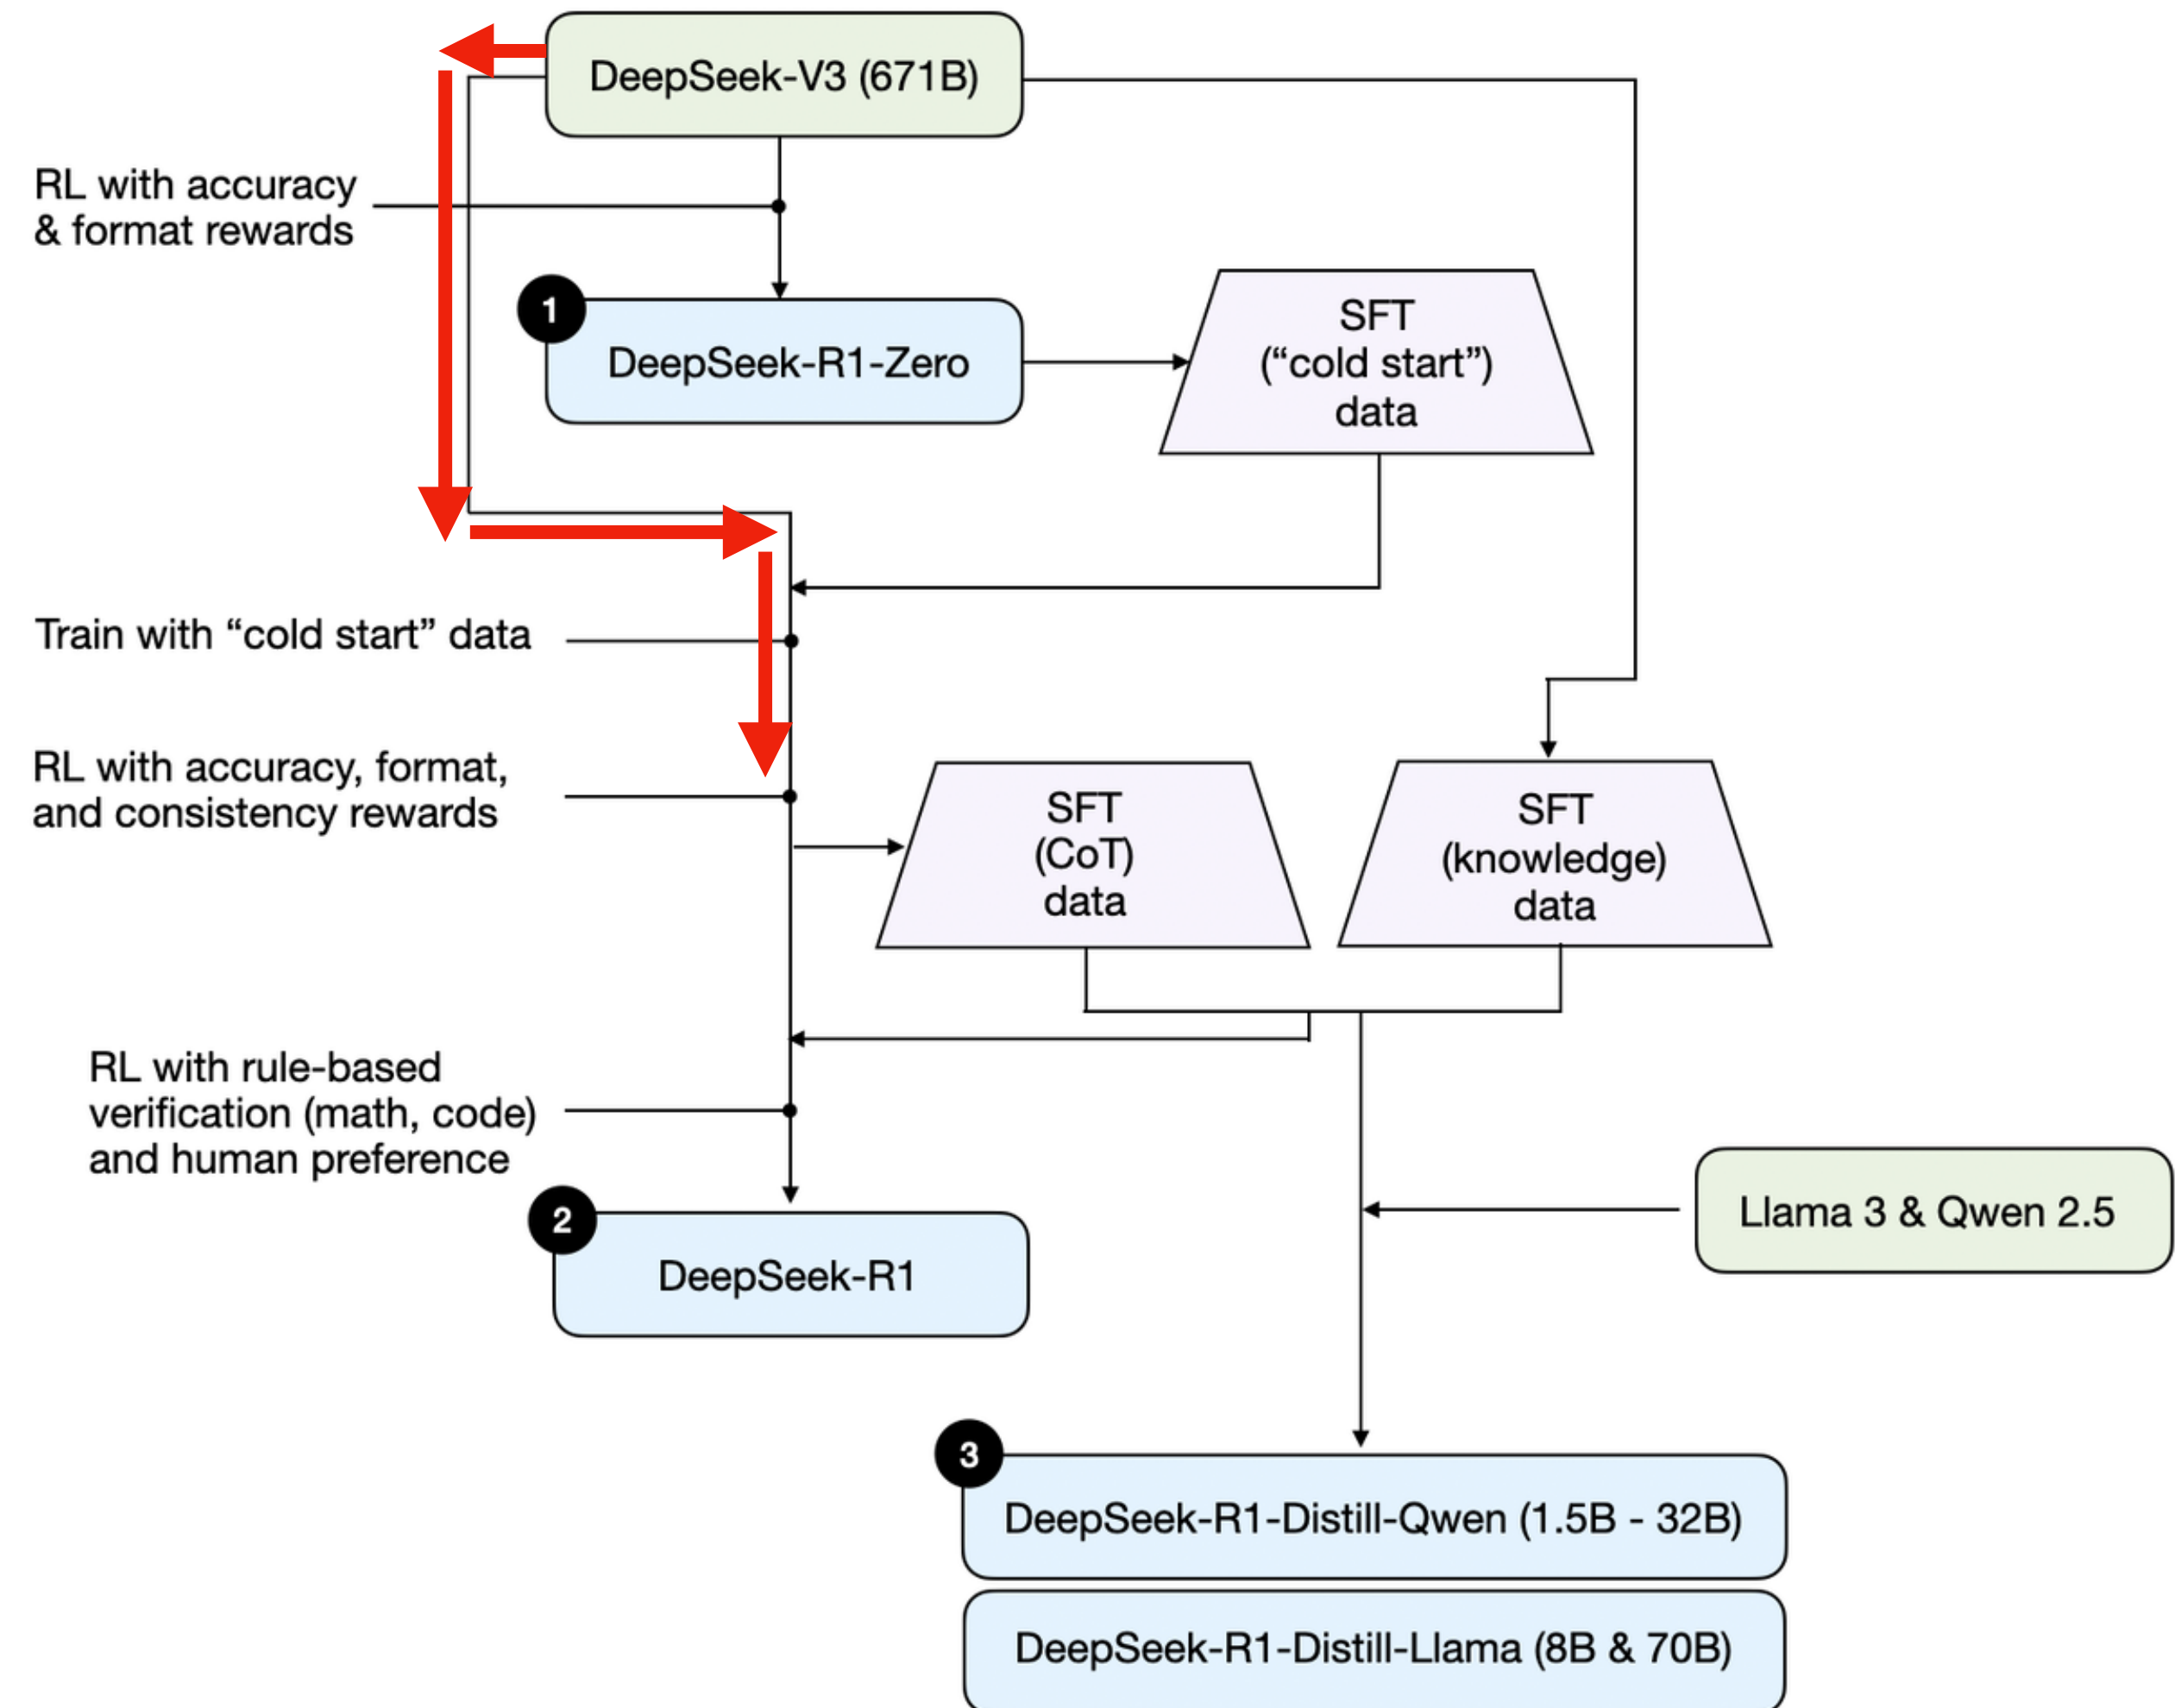 DeepSeek-V3 (671B)
RL with accuracy
& format rewards
1
DeepSeek-R1-Zero
SFT
(“cold start”)
data
Train with “cold start” data
RL with accuracy, format,
and consistency rewards
SFT
(CoT)
data
SFT
(knowledge)
data
RL with rule-based
verification (math, code)
and human preference
2
DeepSeek-R1
Llama 3 & Qwen 2.5
3
DeepSeek-R1-Distill-Qwen (1.5B - 32B)
DeepSeek-R1-Distill-Llama (8B & 70B)